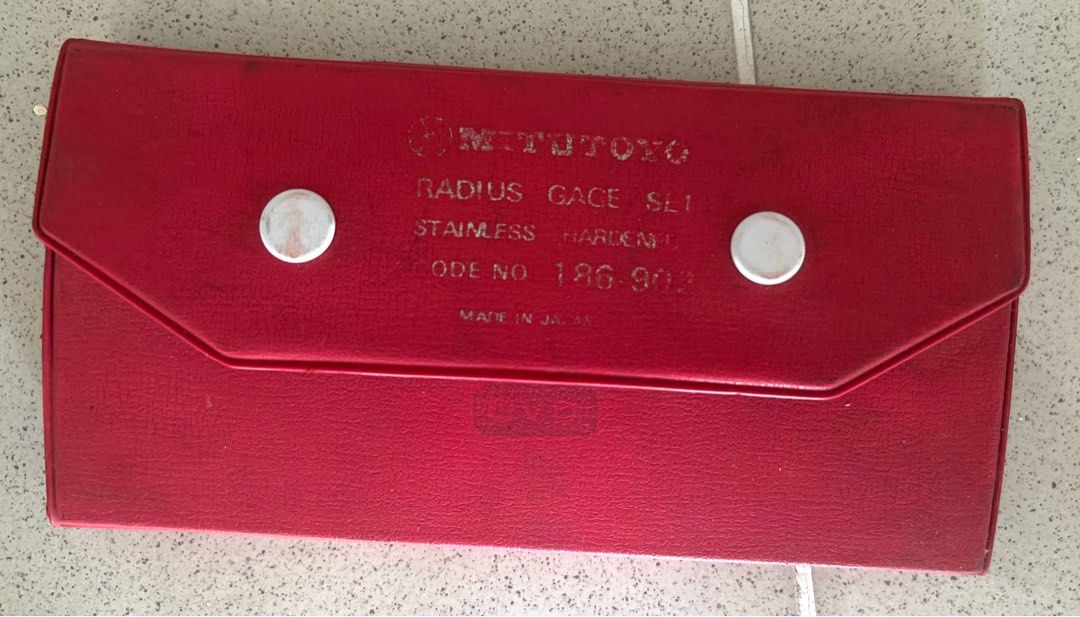 MITUTOYO
RADIUS GAGE SET
STAINLESS HARDENED
CODE NO 186-902
MADE IN JAPAN